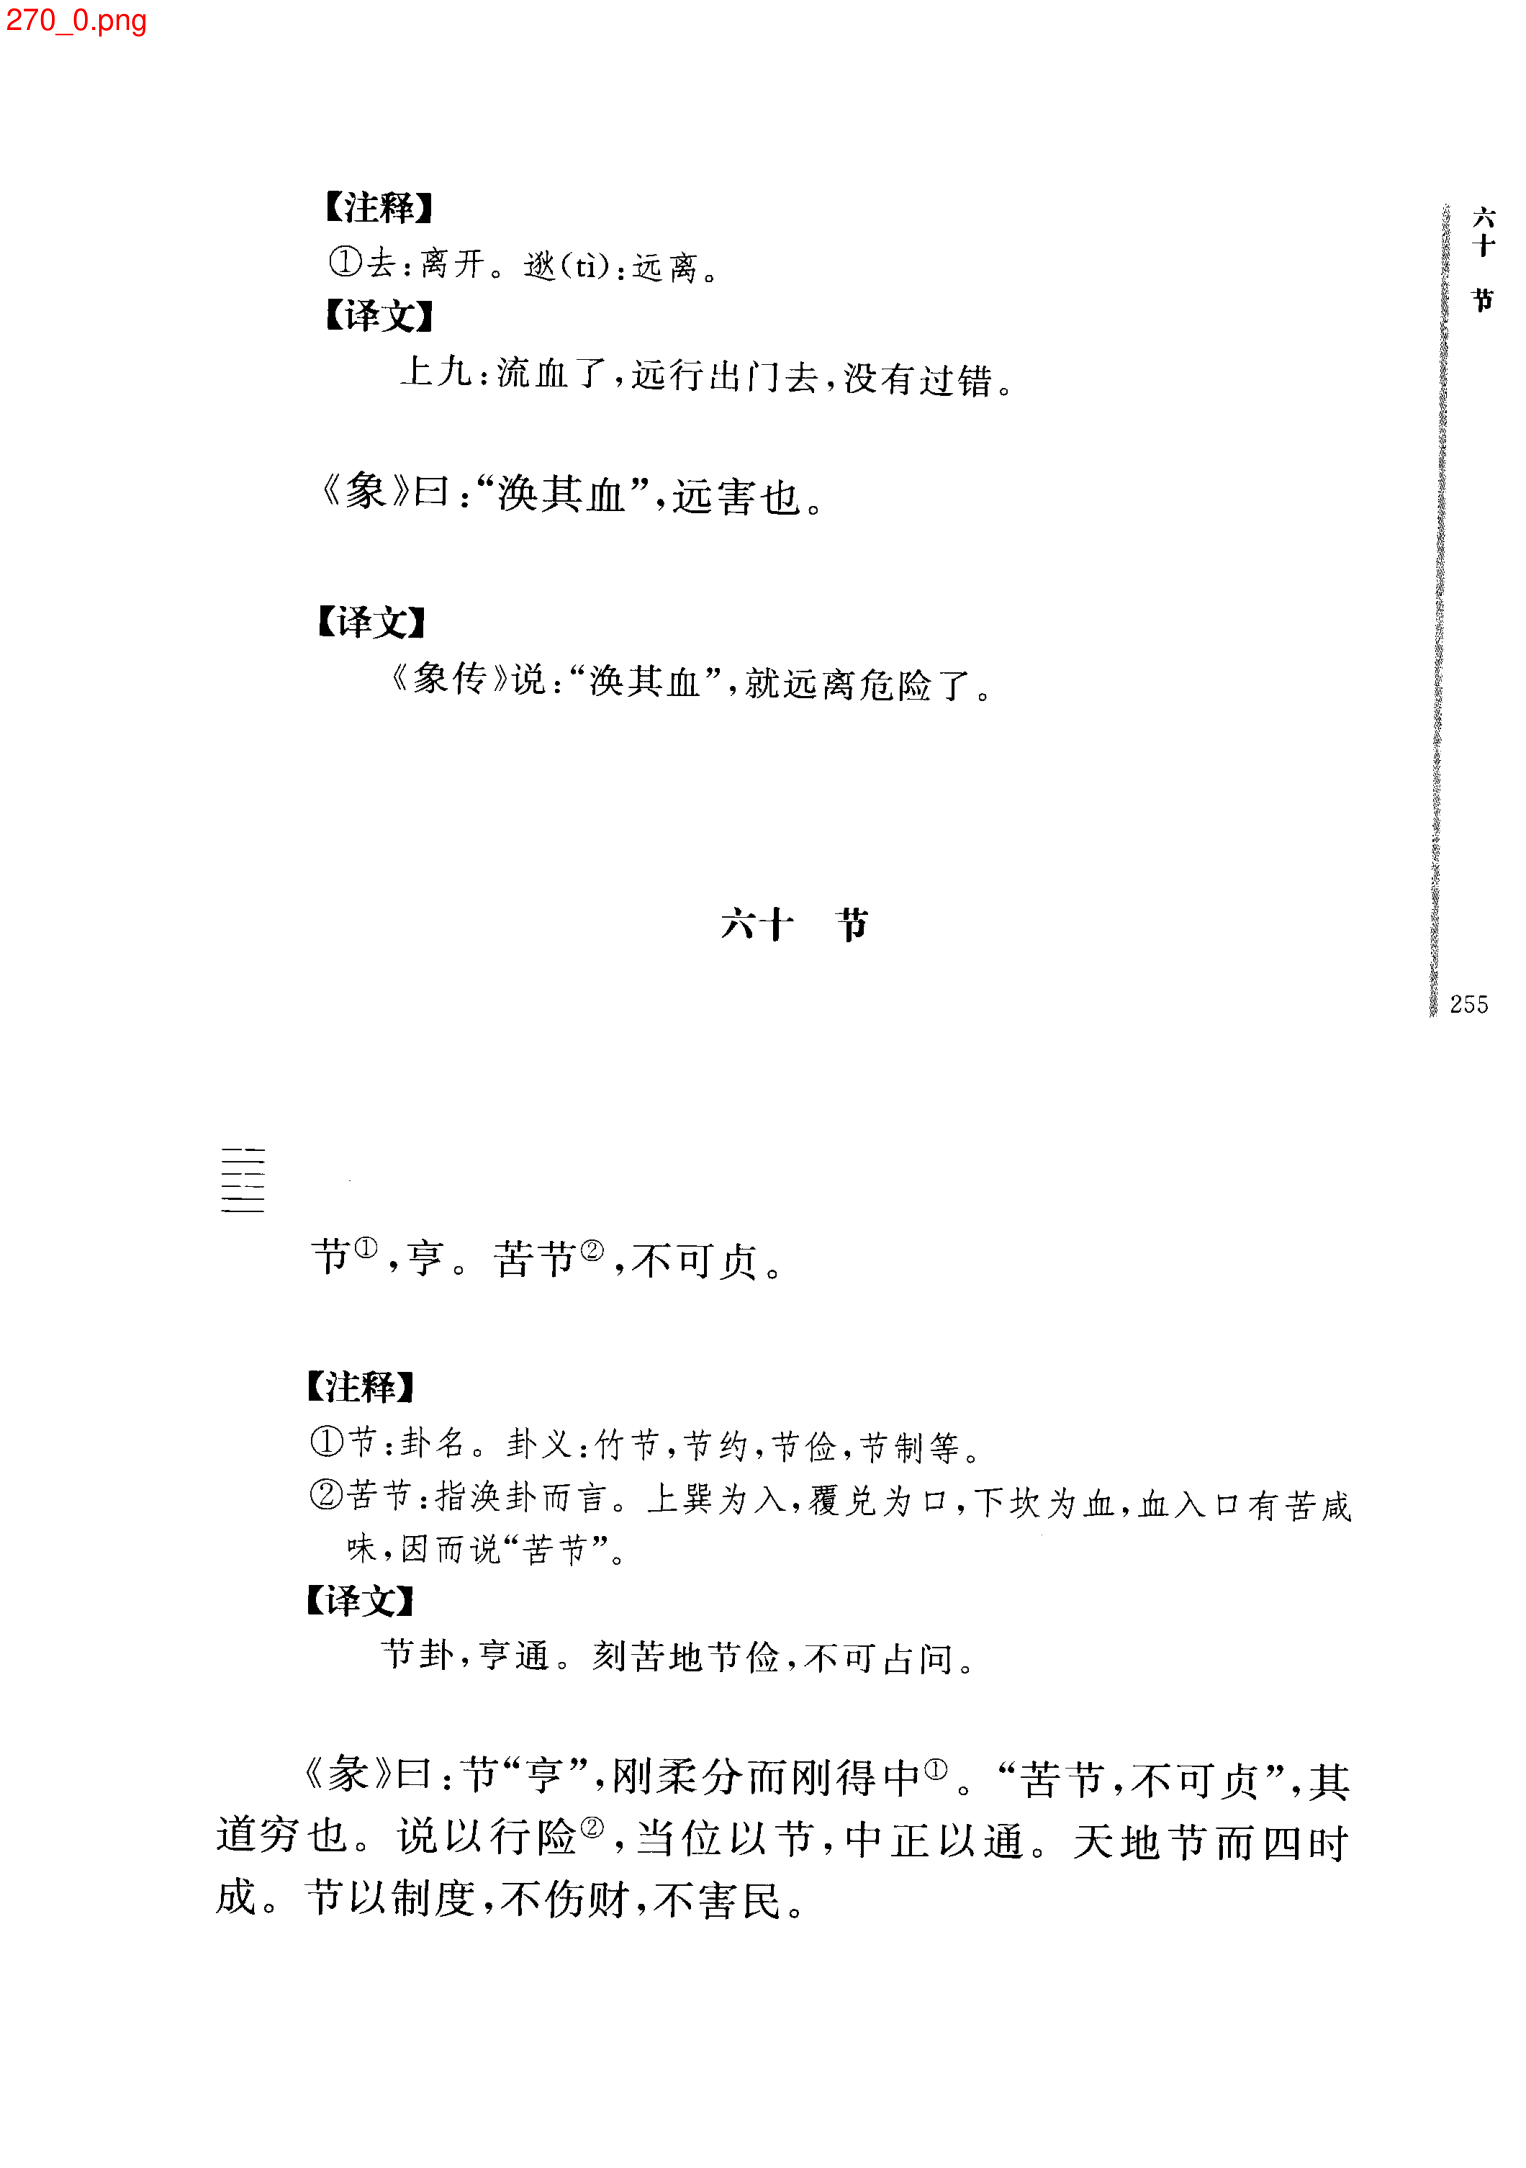 270_0.png
【注释】
①去:离开。逖(tì):远离。
【译文】
上九:流血了,远行出门去,没有过错。
《象》曰:“涣其血”,远害也。
【译文】
《象传》说:“涣其血”,就远离危险了。
六十 节
节①,亨。苦节②,不可贞。
【注释】
①节:卦名。卦义:竹节,节约,节俭,节制等。
②苦节:指涣卦而言。上巽为入,覆兑为口,下坎为血,血入口有苦咸
味,因而说“苦节”。
【译文】
节卦,亨通。刻苦地节俭,不可占问。
《彖》曰:节“亨”,刚柔分而刚得中①。“苦节,不可贞”,其
道穷也。说以行险②,当位以节,中正以通。天地节而四时
成。节以制度,不伤财,不害民。
六十 节
255